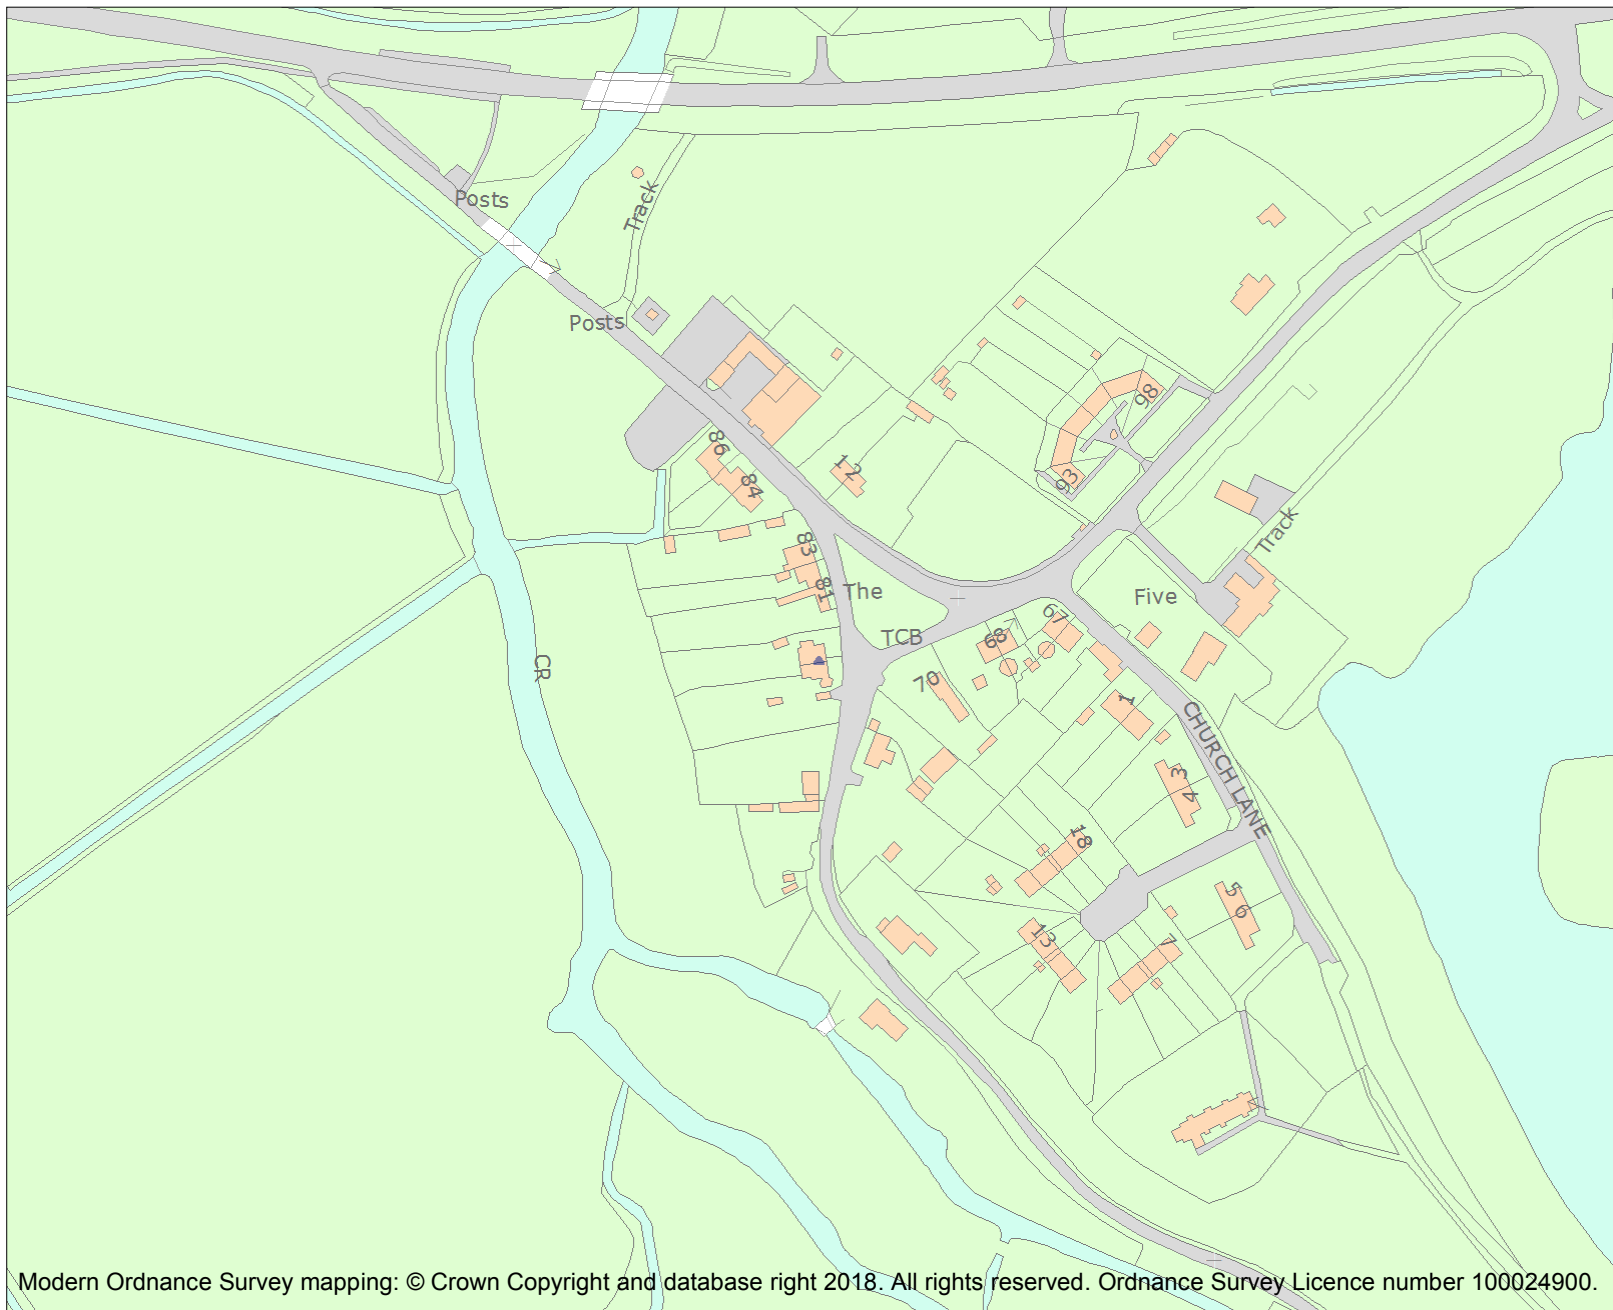 Posts
Track
Posts
98
86
12
93
84
Track
83
81
The
Five
67
TCB
68
CR
70
1
CHURCH LANE
3
4
18
5
6
13
7
Modern Ordnance Survey mapping: © Crown Copyright and database right 2018. All rights reserved. Ordnance Survey Licence number 100024900.